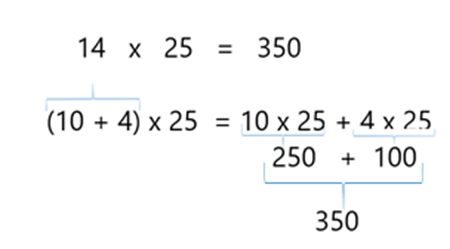 14 x 25 = 350
(10 + 4) x 25 = 10 x 25 + 4 x 25
250 + 100
350